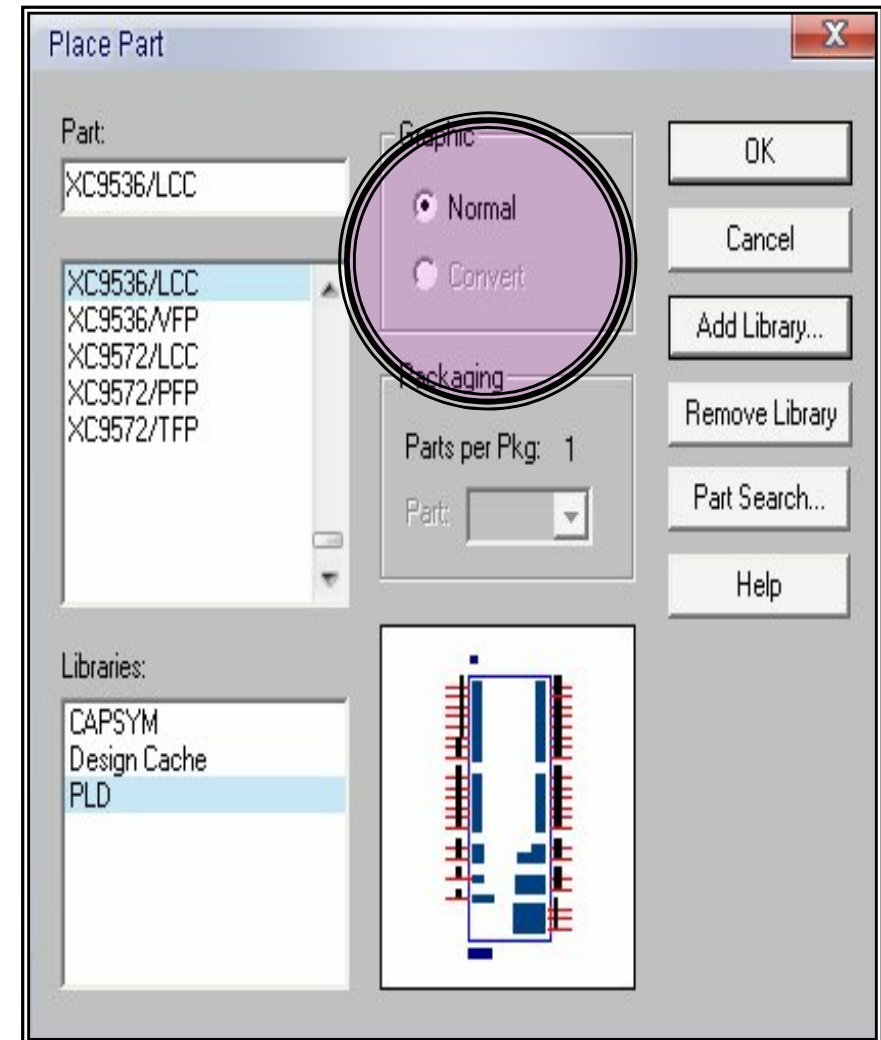 Place Part
X
Part:
XC9536/LCC
XC9536/LCC
XC9536/VFP
XC9572/LCC
XC9572/PFP
XC9572/TFP
Libraries:
CAPSYM
Design Cache
PLD
Graphic
Normal
Convert
Packaging
Parts per Pkg: 1
Part:
OK
Cancel
Add Library...
Remove Library
Part Search...
Help